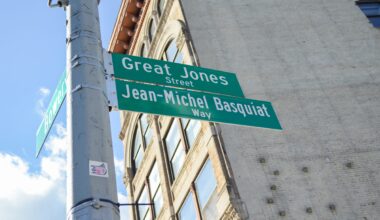 Great Jones
Street
Jean-Michel Basquiat
Way